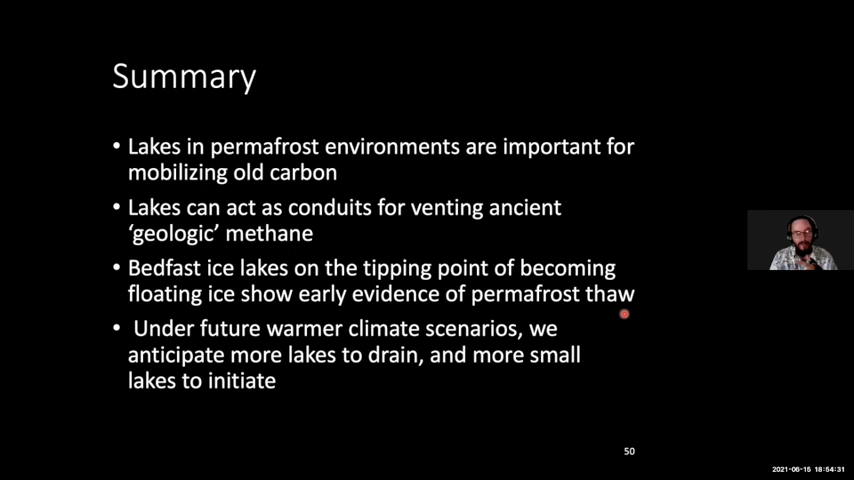 Summary
• Lakes in permafrost environments are important for
mobilizing old carbon
• Lakes can act as conduits for venting ancient
‘geologic’ methane
• Bedfast ice lakes on the tipping point of becoming
floating ice show early evidence of permafrost thaw
• Under future warmer climate scenarios, we
anticipate more lakes to drain, and more small
lakes to initiate
50
2021-06-15 18:54:31